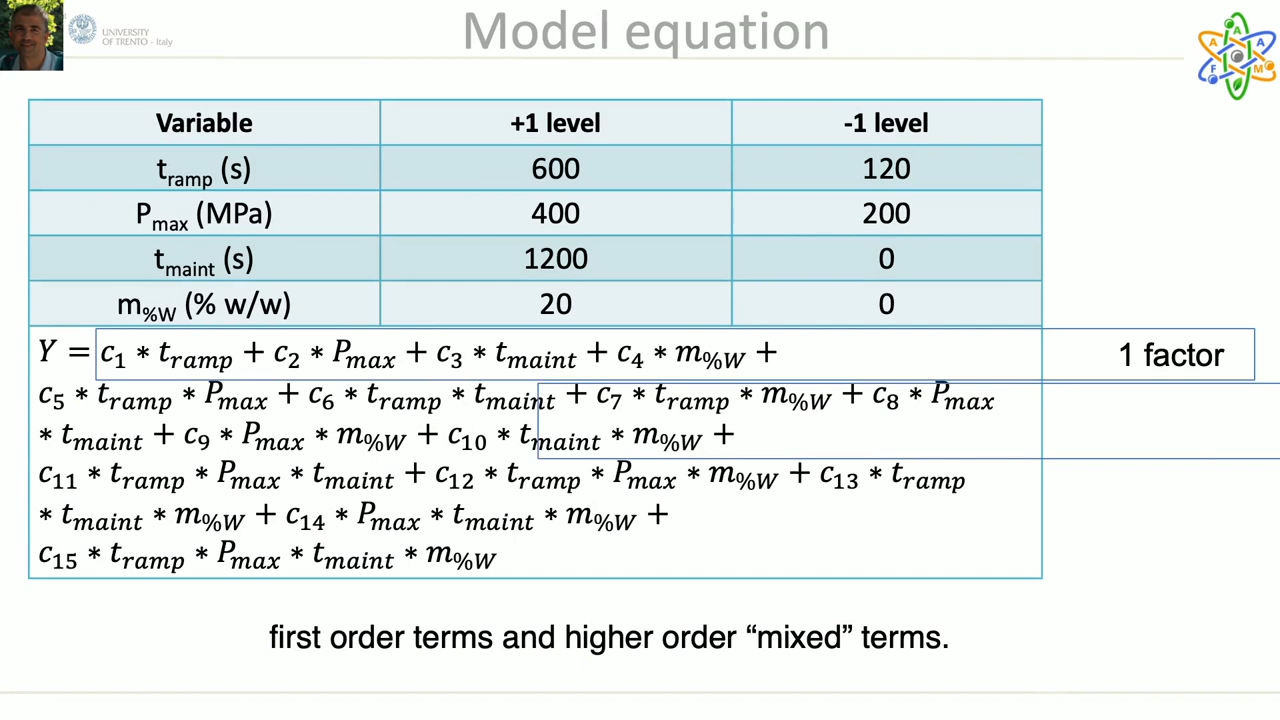 UNIVERSITY
OF TRENTO - Italy
Model equation
A A A F M
Variable +1 level -1 level
t_ramp (s) 600 120
P_max (MPa) 400 200
t_maint (s) 1200 0
m_%W (% w/w) 20 0
Y = c_1 * t_ramp + c_2 * P_max + c_3 * t_maint + c_4 * m_%W +
1 factor
c_5 * t_ramp * P_max + c_6 * t_ramp * t_maint + c_7 * t_ramp * m_%W + c_8 * P_max
* t_maint + c_9 * P_max * m_%W + c_10 * t_maint * m_%W +
c_11 * t_ramp * P_max * t_maint + c_12 * t_ramp * P_max * m_%W + c_13 * t_ramp
* t_maint * m_%W + c_14 * P_max * t_maint * m_%W +
c_15 * t_ramp * P_max * t_maint * m_%W
first order terms and higher order “mixed” terms.